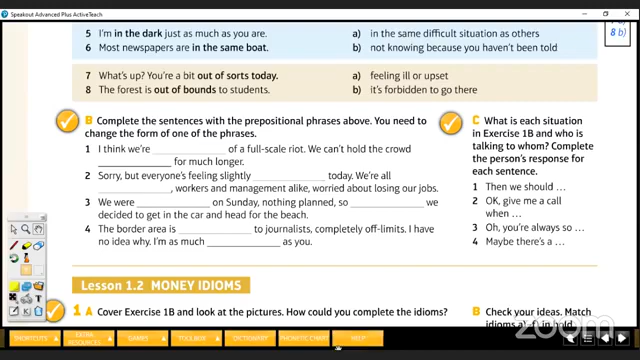 Speakout Advanced Plus ActiveTeach
5 I'm in the dark just as much as you are.
a) in the same difficult situation as others
8 b)
6 Most newspapers are in the same boat.
b) not knowing because you haven't been told
7 What's up? You're a bit out of sorts today.
a) feeling ill or upset
8 The forest is out of bounds to students.
b) it's forbidden to go there
B Complete the sentences with the prepositional phrases above. You need to
change the form of one of the phrases.
1 I think we're of a full-scale riot. We can't hold the crowd
for much longer.
2 Sorry, but everyone's feeling slightly today. We're all
, workers and management alike, worried about losing our jobs.
3 We were on Sunday, nothing planned, so we
decided to get in the car and head for the beach.
4 The border area is to journalists, completely off-limits. I have
no idea why. I'm as much as you.
C What is each situation
in Exercise 1B and who is
talking to whom? Complete
the person's response for
each sentence.
1 Then we should ...
2 OK, give me a call
when ...
3 Oh, you're always so ...
4 Maybe there's a ...
Lesson 1.2 MONEY IDIOMS
1 A Cover Exercise 1B and look at the pictures. How could you complete the idioms?
B Check your ideas. Match
idioms a)
in bold
zoom
SHORTCUTS
EXTRA RESOURCES
GAMES
TOOLBOX
DICTIONARY
PHONETIC CHART
HELP